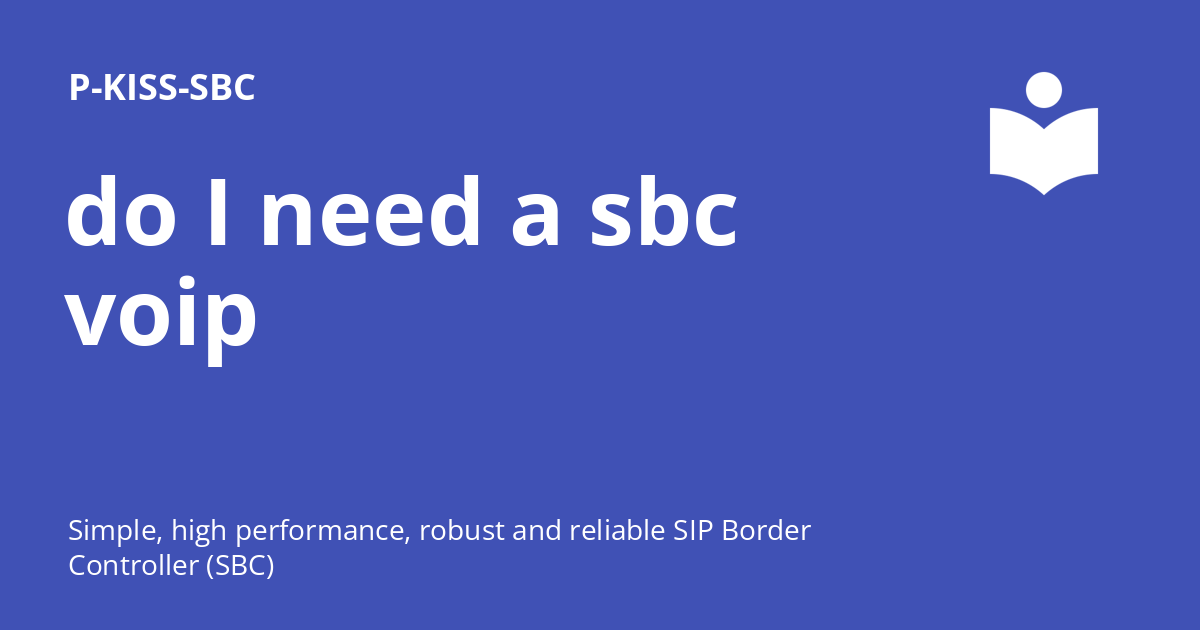 P-KISS-SBC
do I need a sbc
voip
Simple, high performance, robust and reliable SIP Border
Controller (SBC)